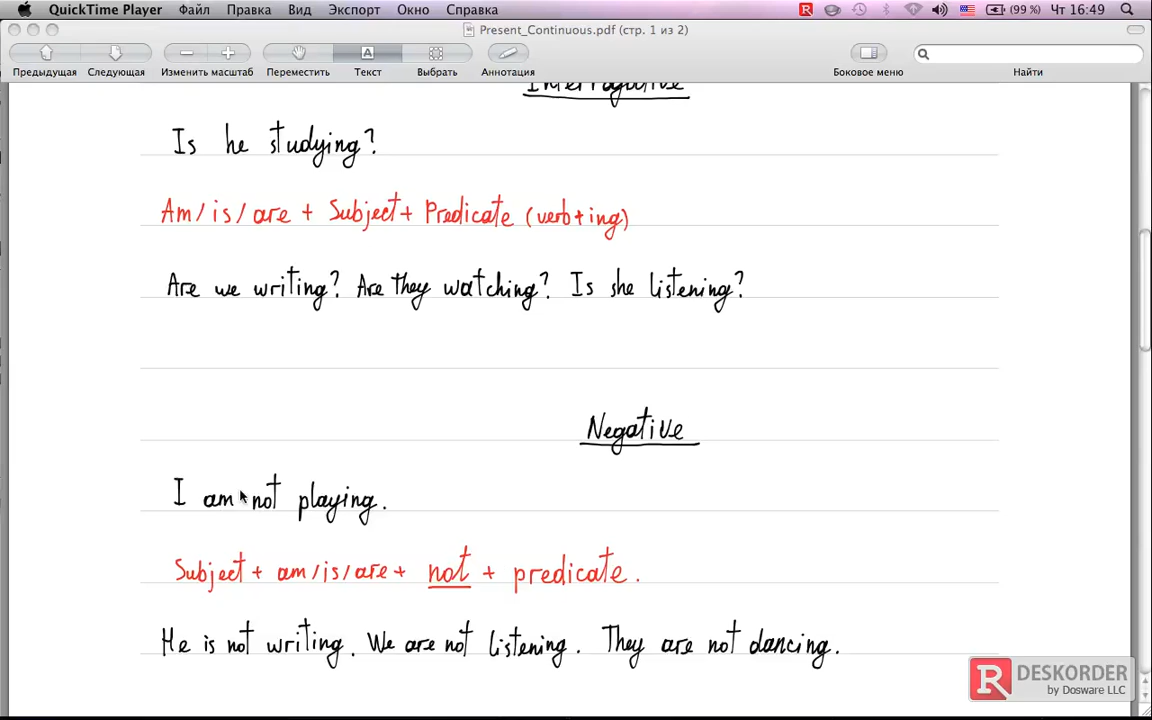 QuickTime Player Файл Правка Вид Экспорт Окно Справка (99 %) Чт 16:49
Present_Continuous.pdf (стр. 1 из 2)
Предыдущая Следующая Изменить масштаб Переместить Текст Выбрать Аннотация Боковое меню Найти
Interrogative
Is he studying?
Am/is/are + Subject + Predicate (verb+ing)
Are we writing? Are they watching? Is she listening?
Negative
I am not playing.
Subject + am/is/are + not + predicate.
He is not writing. We are not listening. They are not dancing.
R DESKORDER
by Dosware LLC